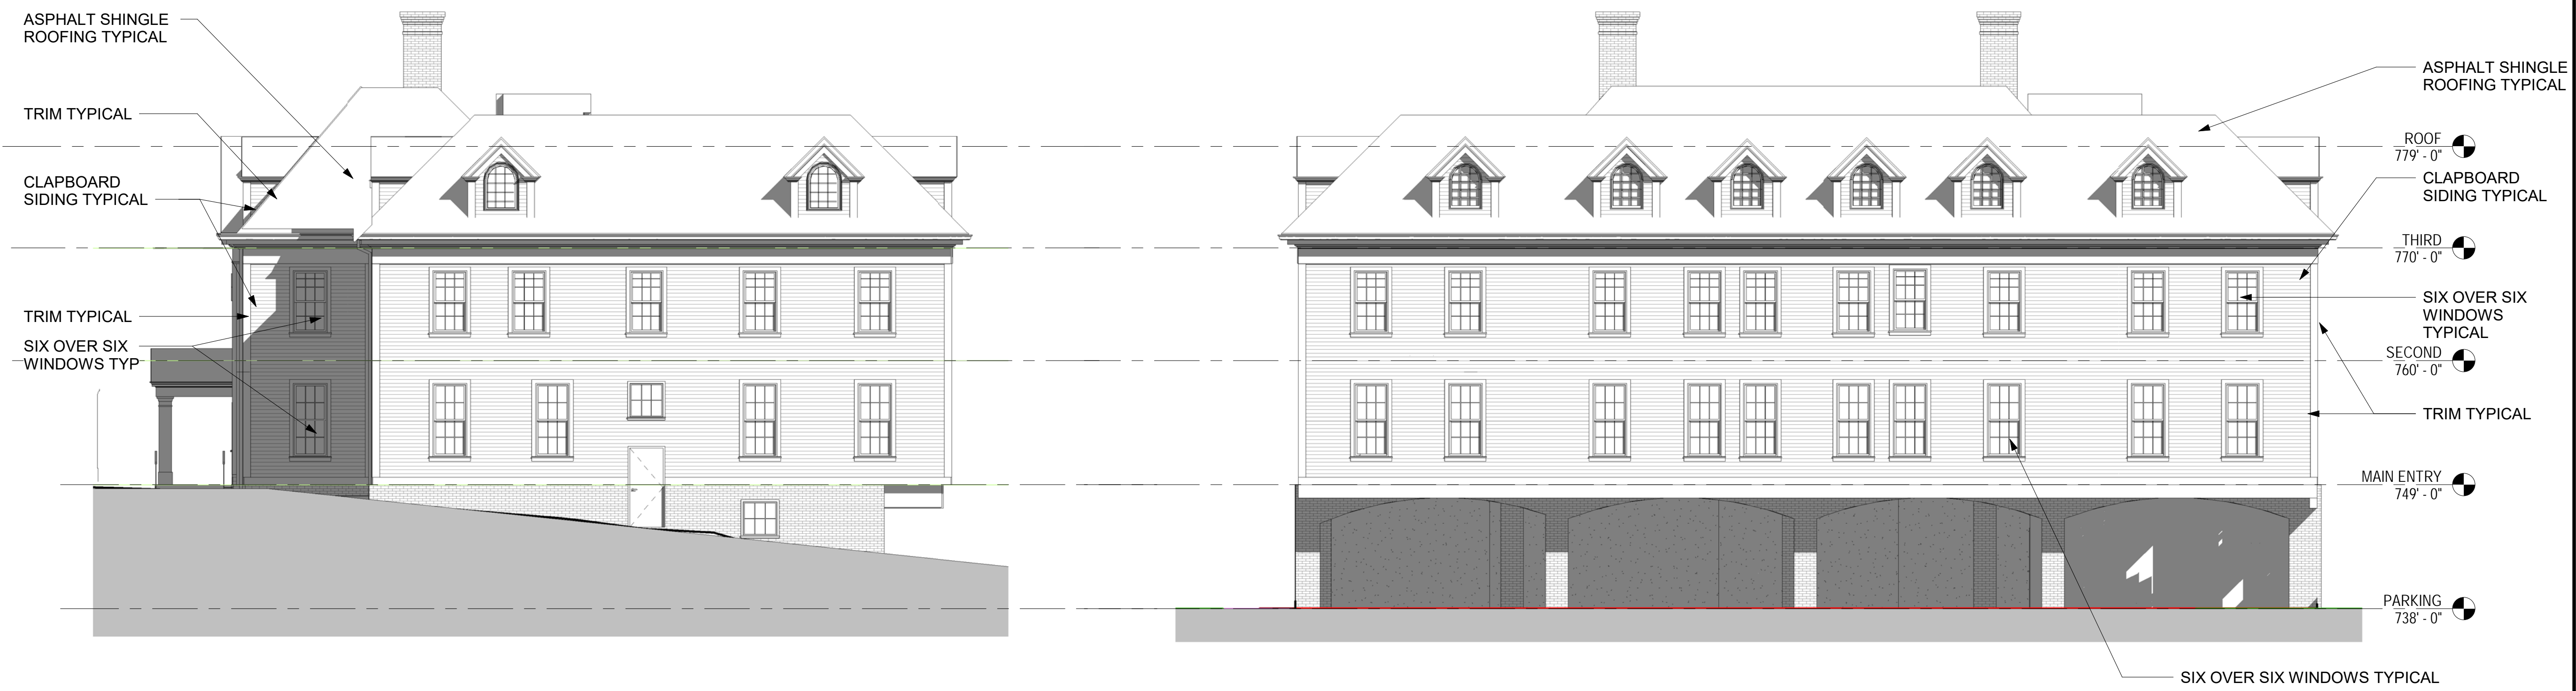 ASPHALT SHINGLE
ROOFING TYPICAL
TRIM TYPICAL
CLAPBOARD
SIDING TYPICAL
TRIM TYPICAL
SIX OVER SIX
WINDOWS TYP
ASPHALT SHINGLE
ROOFING TYPICAL
ROOF
779' - 0"
CLAPBOARD
SIDING TYPICAL
THIRD
770' - 0"
SIX OVER SIX
WINDOWS
TYPICAL
SECOND
760' - 0"
TRIM TYPICAL
MAIN ENTRY
749' - 0"
PARKING
738' - 0"
SIX OVER SIX WINDOWS TYPICAL